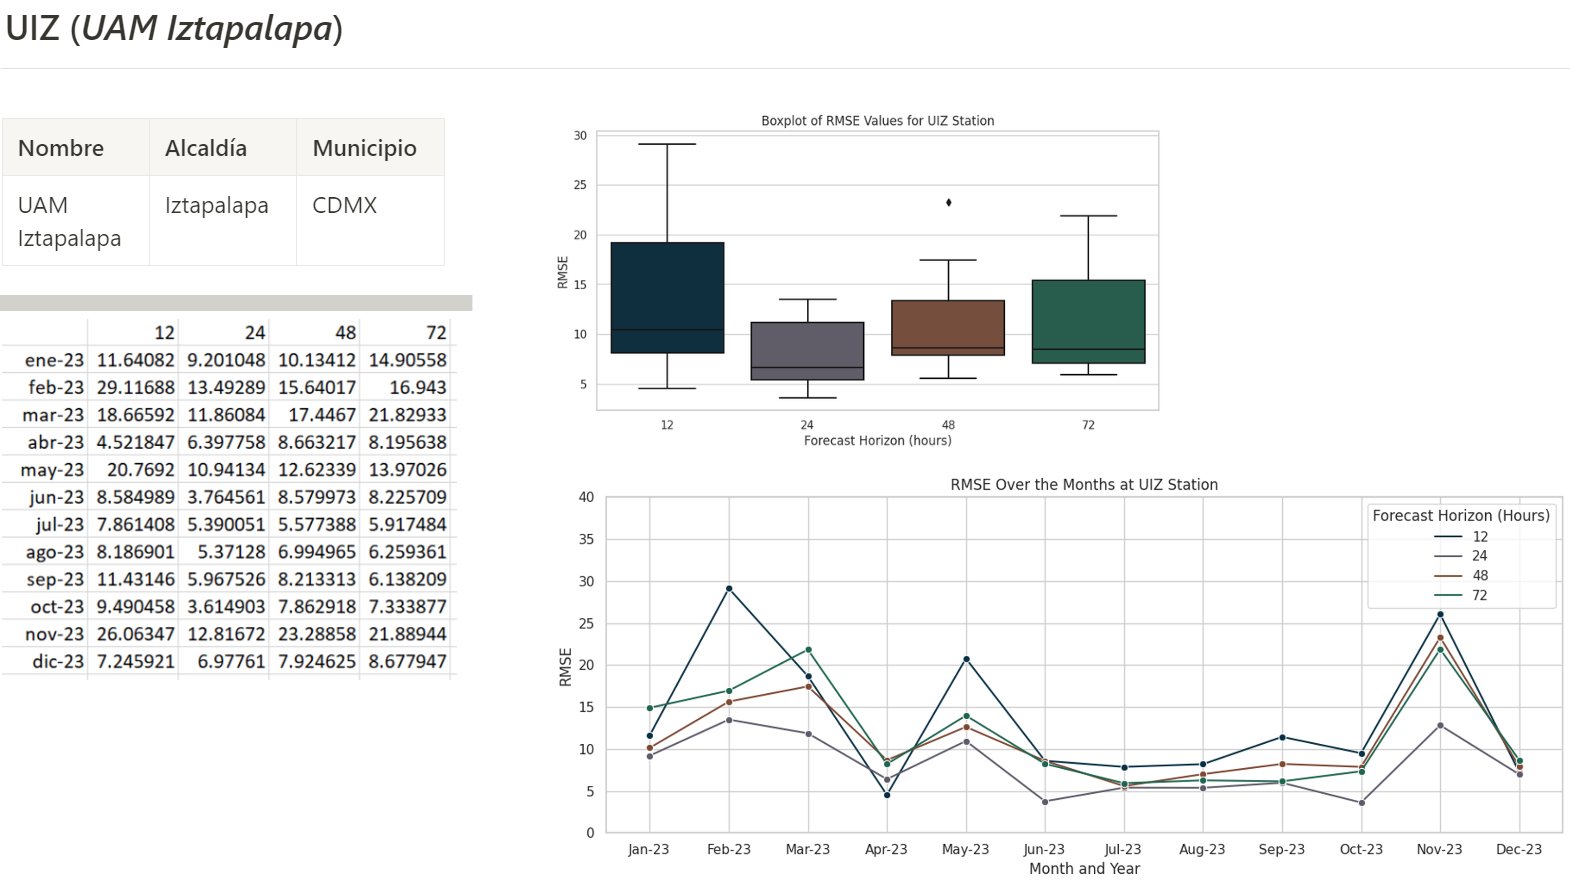 UIZ (UAM Iztapalapa)
Nombre Alcaldía Municipio
UAM Iztapalapa CDMX
Iztapalapa
12 24 48 72
ene-23 11.64082 9.201048 10.13412 14.90558
feb-23 29.11688 13.49289 15.64017 16.943
mar-23 18.66592 11.86084 17.4467 21.82933
abr-23 4.521847 6.397758 8.663217 8.195638
may-23 20.7692 10.94134 12.62339 13.97026
jun-23 8.584989 3.764561 8.579973 8.225709
jul-23 7.861408 5.390051 5.577388 5.917484
ago-23 8.186901 5.37128 6.994965 6.259361
sep-23 11.43146 5.967526 8.213313 6.138209
oct-23 9.490458 3.614903 7.862918 7.333877
nov-23 26.06347 12.81672 23.28858 21.88944
dic-23 7.245921 6.97761 7.924625 8.677947
Boxplot of RMSE Values for UIZ Station
30
25
20
15
10
5
RMSE
12 24 48 72
Forecast Horizon (hours)
RMSE Over the Months at UIZ Station
40
35
30
25
20
15
10
5
0
RMSE
Forecast Horizon (Hours)
12
24
48
72
Jan-23 Feb-23 Mar-23 Apr-23 May-23 Jun-23 Jul-23 Aug-23 Sep-23 Oct-23 Nov-23 Dec-23
Month and Year